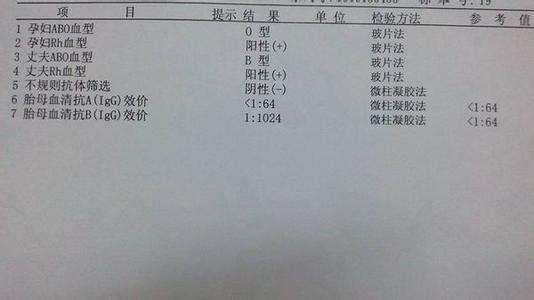 项 目 提示 结 果 单 位 检验方法 参 考 值
1 孕妇ABO血型 O 型 玻片法
2 孕妇Rh血型 阳性(+) 玻片法
3 丈夫ABO血型 B 型 玻片法
4 丈夫Rh血型 阳性(+) 玻片法
5 不规则抗体筛选 阴性(-) 微柱凝胶法
6 胎母血清抗A(IgG)效价 <1:64 微柱凝胶法 <1:64
7 胎母血清抗B(IgG)效价 1:1024 微柱凝胶法 <1:64